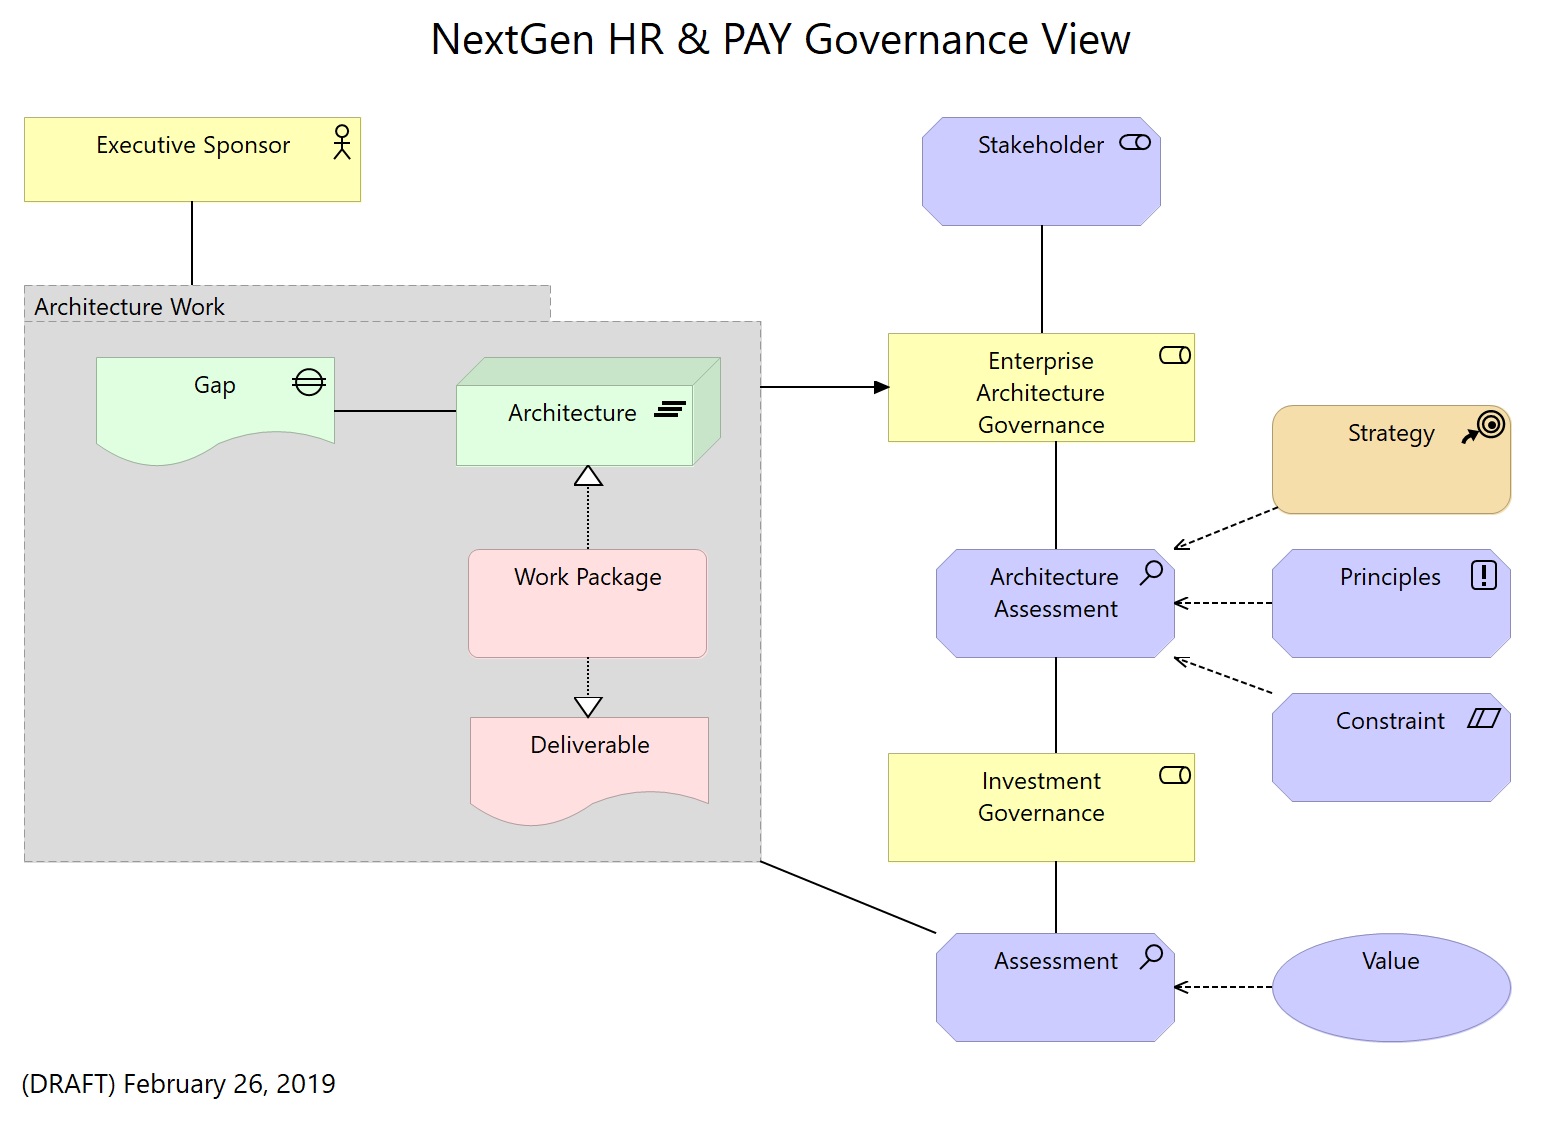 NextGen HR & PAY Governance View
Executive Sponsor
Stakeholder
Architecture Work
Gap
Architecture
Work Package
Deliverable
Enterprise
Architecture
Governance
Strategy
Architecture
Assessment
Principles
Constraint
Investment
Governance
Assessment
Value
(DRAFT) February 26, 2019